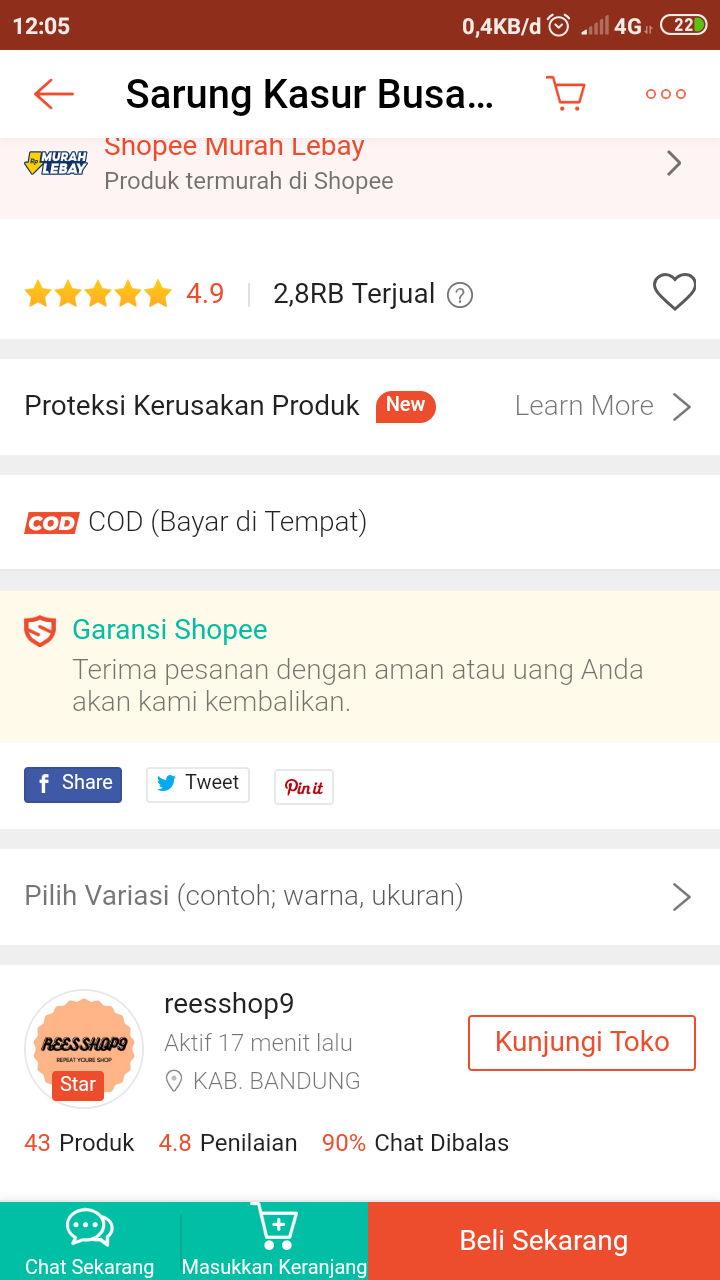 12:05 0,4KB/d 4G 22
Sarung Kasur Busa...
Rp MURAH LEBAY
Shopee Murah Lebay
Produk termurah di Shopee
4.9 2,8RB Terjual ?
Proteksi Kerusakan Produk New Learn More
COD COD (Bayar di Tempat)
Garansi Shopee
Terima pesanan dengan aman atau uang Anda
akan kami kembalikan.
f Share Tweet Pin it
Pilih Variasi (contoh; warna, ukuran)
REESSHOP9
REPEAT YOURE SHOP
Star
reesshop9
Aktif 17 menit lalu
KAB. BANDUNG
Kunjungi Toko
43 Produk 4.8 Penilaian 90% Chat Dibalas
Chat Sekarang Masukkan Keranjang Beli Sekarang